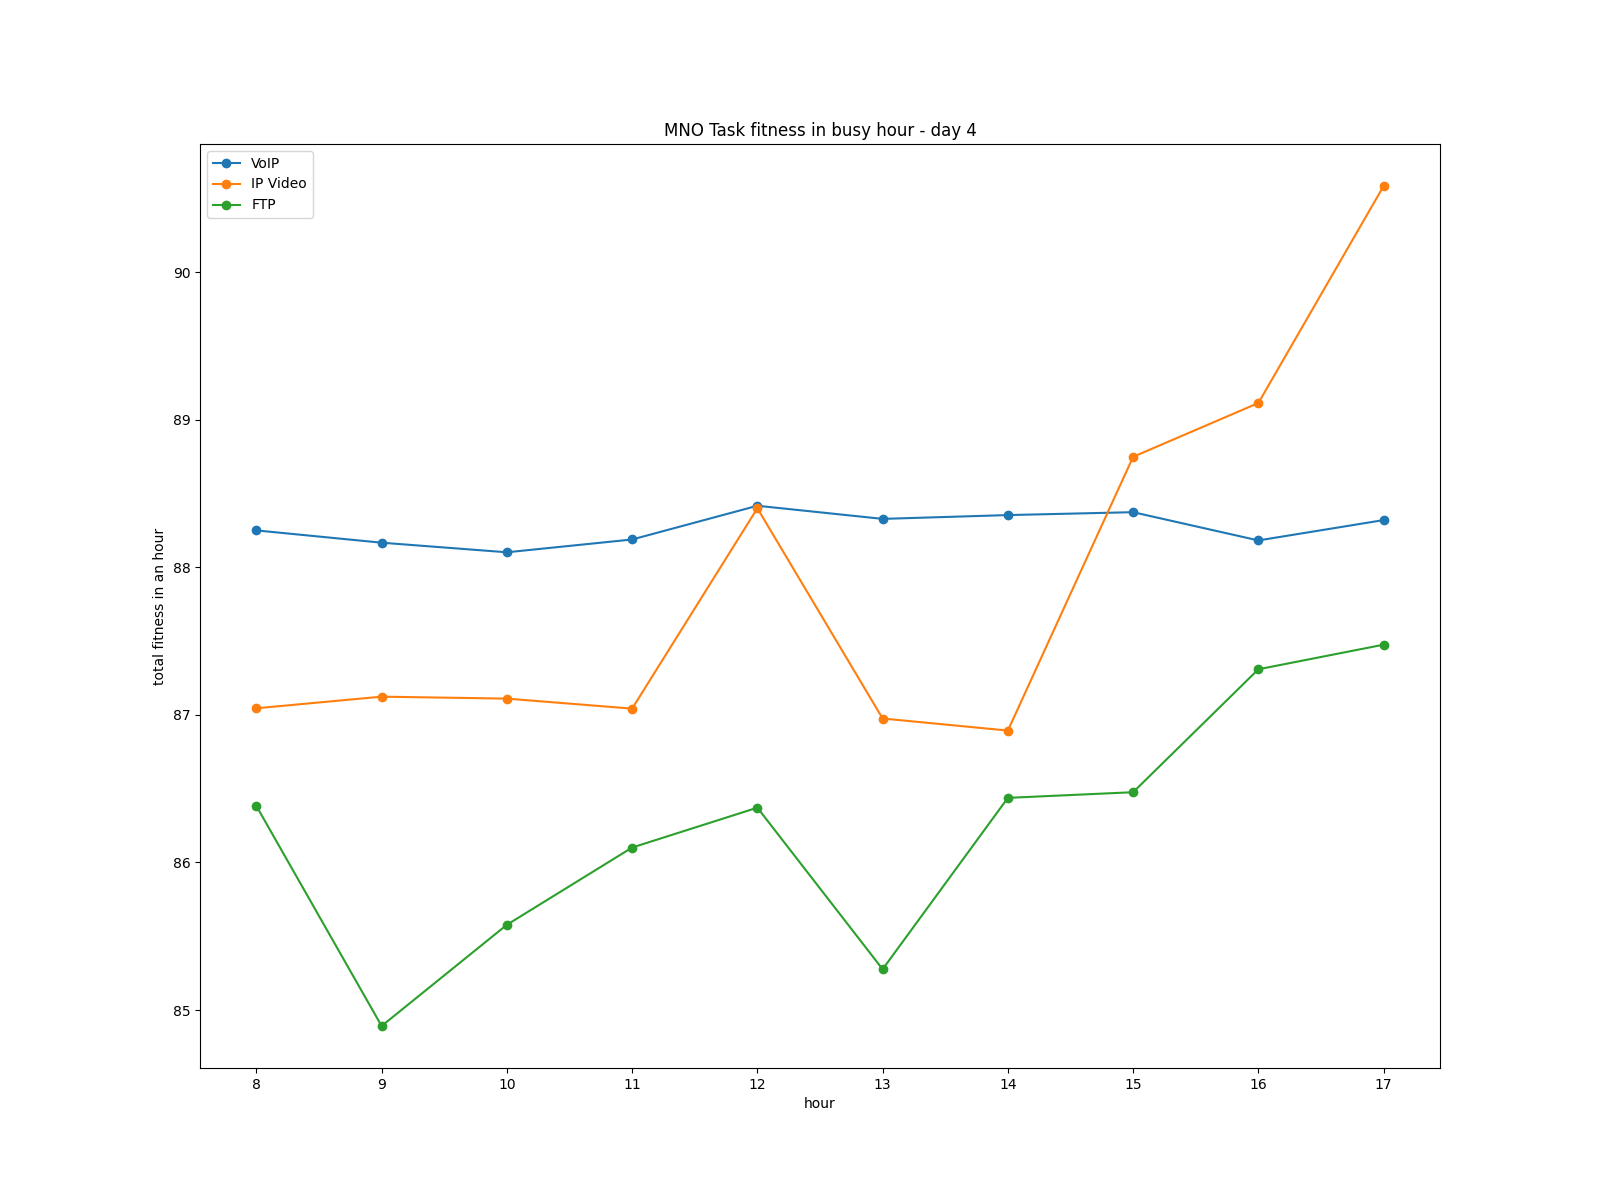 MNO Task fitness in busy hour - day 4
VoIP
IP Video
FTP
total fitness in an hour
90
89
88
87
86
85
8 9 10 11 12 13 14 15 16 17
hour